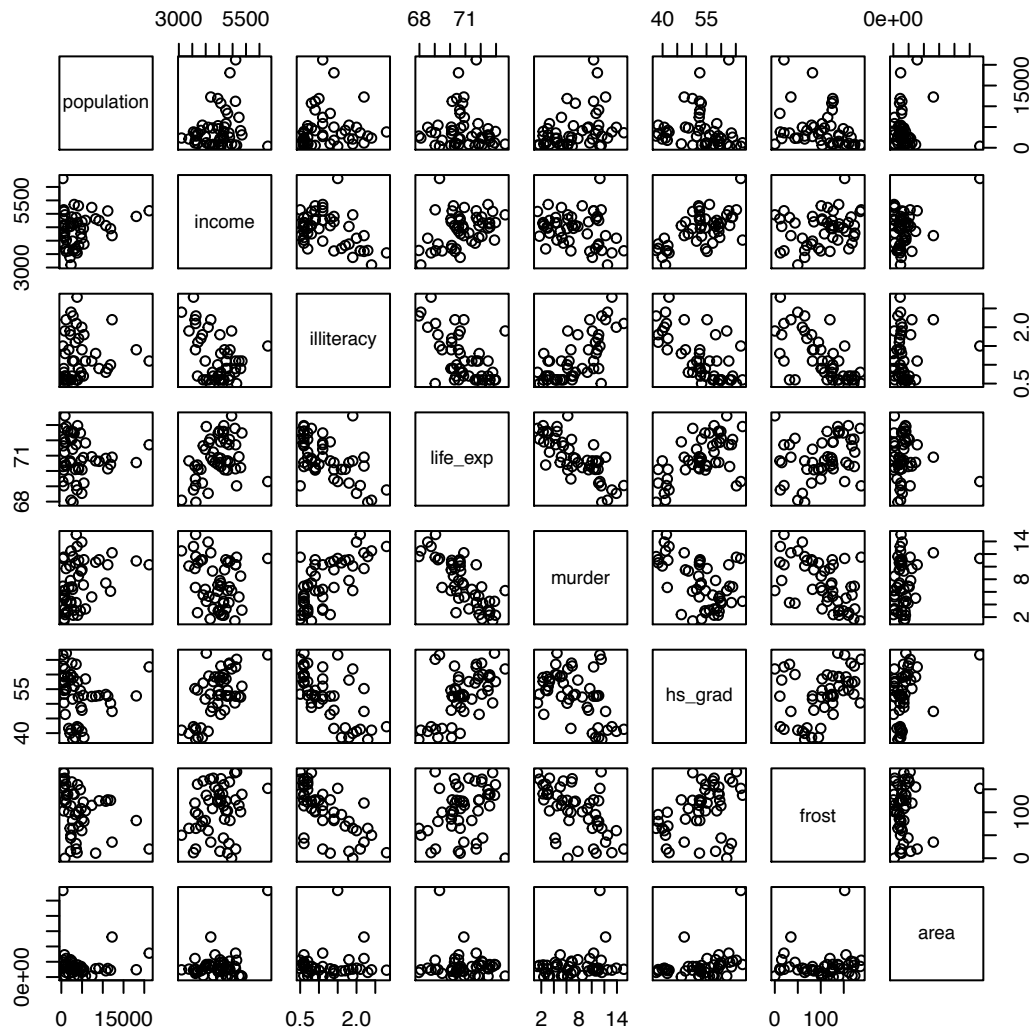 3000 5500
68 71
40 55
0e+00
population
0 15000
3000 5500
income
illiteracy
0.5 2.0
68 71
life_exp
murder
2 8 14
40 55
hs_grad
frost
0 100
0e+00
area
0 15000
0.5 2.0
2 8 14
0 100